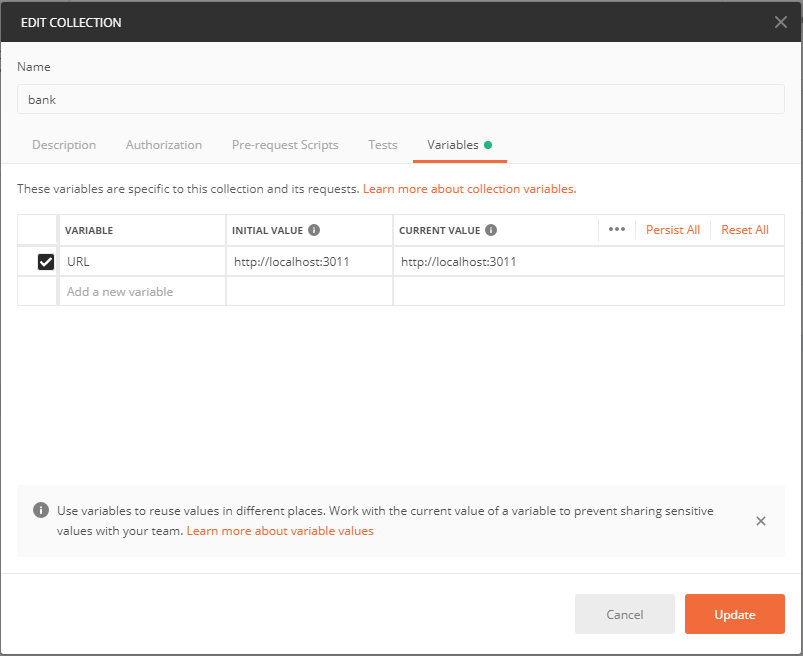 EDIT COLLECTION
Name
bank
Description Authorization Pre-request Scripts Tests Variables
These variables are specific to this collection and its requests. Learn more about collection variables.
VARIABLE INITIAL VALUE CURRENT VALUE Persist All Reset All
URL http://localhost:3011 http://localhost:3011
Add a new variable
Use variables to reuse values in different places. Work with the current value of a variable to prevent sharing sensitive
values with your team. Learn more about variable values
Cancel Update